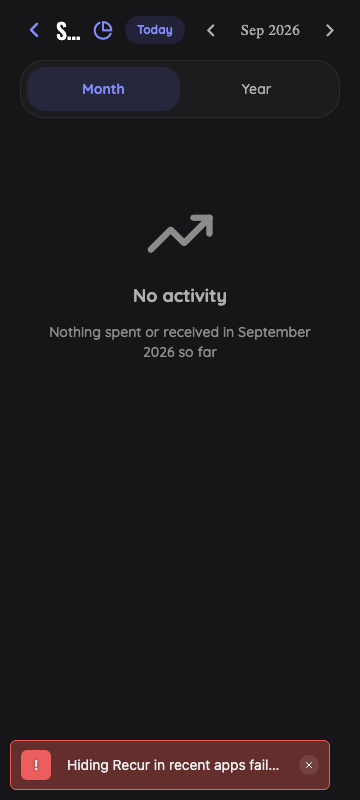 S...
Today
Sep 2026
Month
Year
No activity
Nothing spent or received in September
2026 so far
!
Hiding Recur in recent apps fail...